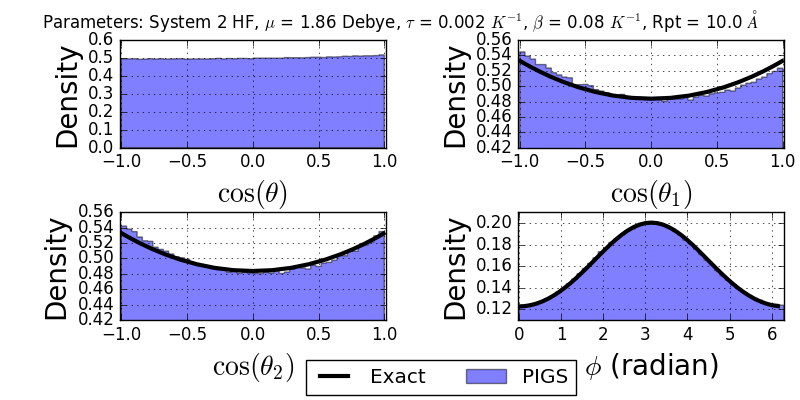 Parameters: System 2 HF, μ = 1.86 Debye, τ = 0.002 K⁻¹, β = 0.08 K⁻¹, Rpt = 10.0 Å
Density
0.6
0.5
0.4
0.3
0.2
0.1
0.0
−1.0 −0.5 0.0 0.5 1.0
cos(θ)
Density
0.56
0.54
0.52
0.50
0.48
0.46
0.44
0.42
−1.0 −0.5 0.0 0.5 1.0
cos(θ₁)
Density
0.56
0.54
0.52
0.50
0.48
0.46
0.44
0.42
−1.0 −0.5 0.0 0.5 1.0
cos(θ₂)
Density
0.20
0.18
0.16
0.14
0.12
0 1 2 3 4 5 6
ϕ (radian)
Exact PIGS